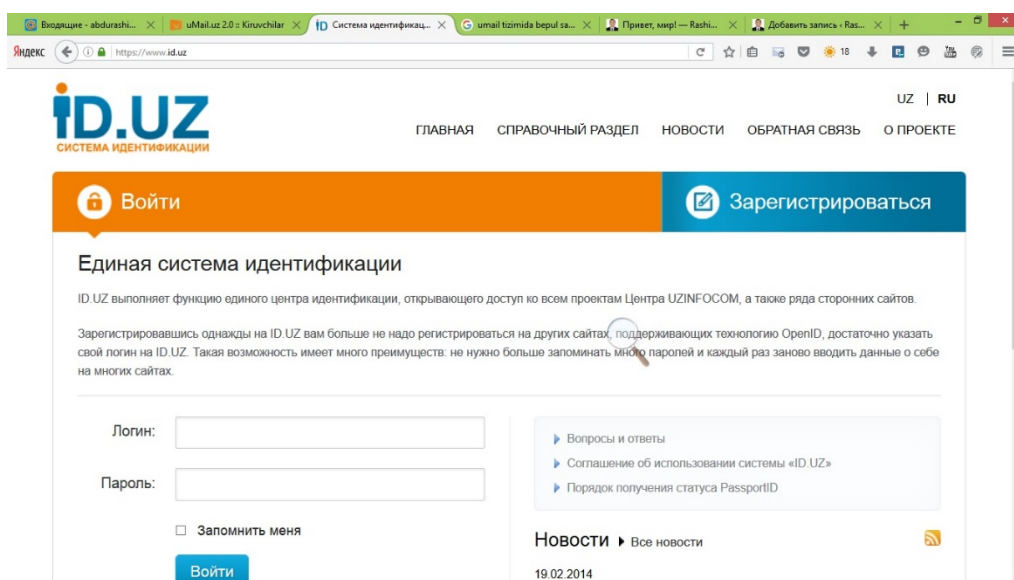 Входящие - abdurashi...
uMail.uz 2.0 :: Kiruvchilar
Система идентификац...
umail tizimida bepul sa...
Привет, мир! — Rashi...
Добавить запись ‹ Ras...
Яндекс
https://www.id.uz
18
UZ | RU
iD.UZ
СИСТЕМА ИДЕНТИФИКАЦИИ
ГЛАВНАЯ СПРАВОЧНЫЙ РАЗДЕЛ НОВОСТИ ОБРАТНАЯ СВЯЗЬ О ПРОЕКТЕ
Войти
Зарегистрироваться
Единая система идентификации
ID.UZ выполняет функцию единого центра идентификации, открывающего доступ ко всем проектам Центра UZINFOCOM, а также ряда сторонних сайтов.
Зарегистрировавшись однажды на ID.UZ вам больше не надо регистрироваться на других сайтах, поддерживающих технологию OpenID, достаточно указать
свой логин на ID.UZ. Такая возможность имеет много преимуществ: не нужно больше запоминать много паролей и каждый раз заново вводить данные о себе
на многих сайтах.
Логин:
Пароль:
Запомнить меня
Войти
Вопросы и ответы
Соглашение об использовании системы «ID.UZ»
Порядок получения статуса PassportID
Новости Все новости
19.02.2014